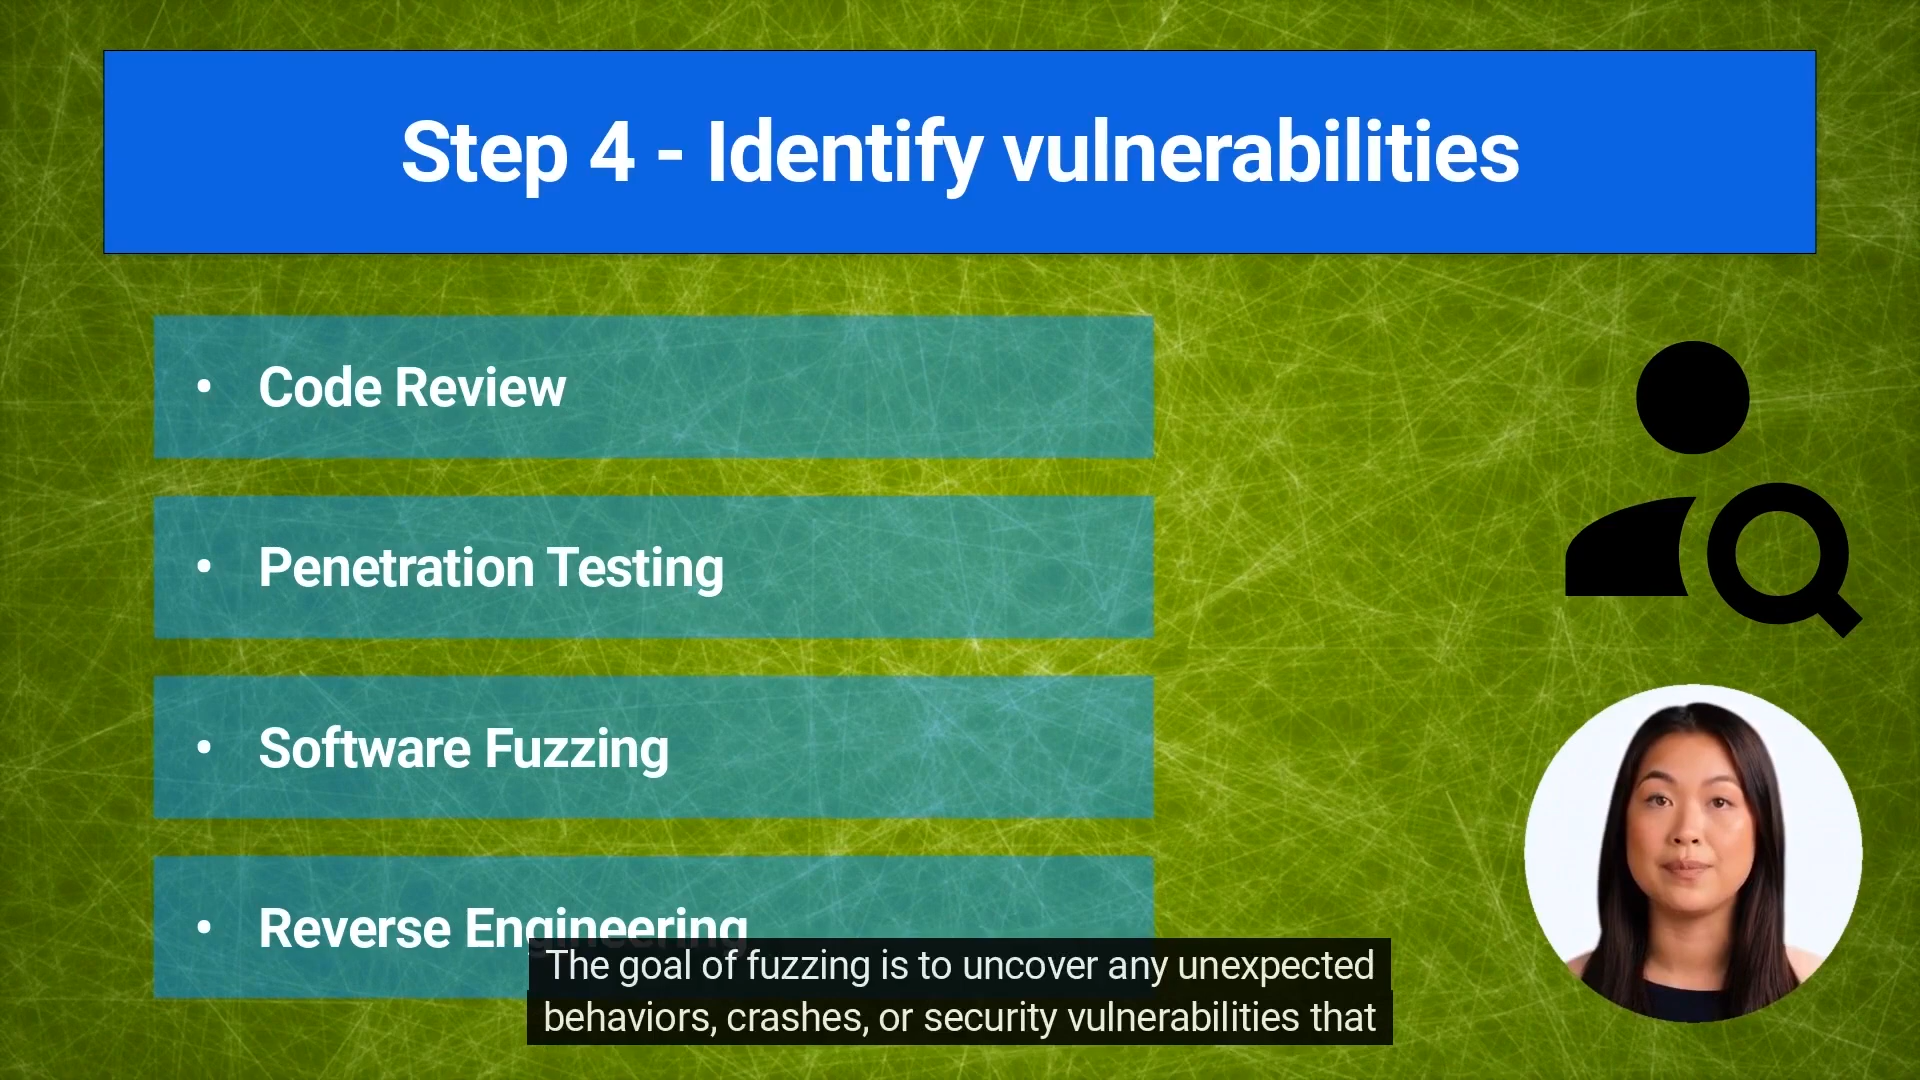 Step 4 - Identify vulnerabilities
• Code Review
• Penetration Testing
• Software Fuzzing
• Reverse Engineering
The goal of fuzzing is to uncover any unexpected
behaviors, crashes, or security vulnerabilities that